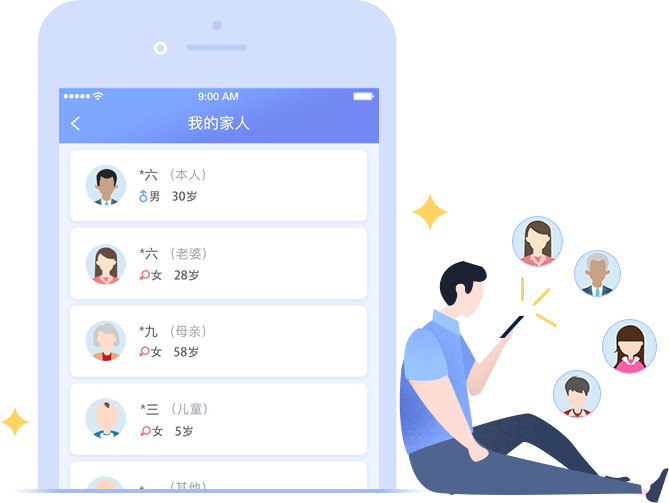 9:00 AM
我的家人
*六 （本人）
男 30岁
*六 （老婆）
女 28岁
*九 （母亲）
女 58岁
*三 （儿童）
女 5岁
（其他）